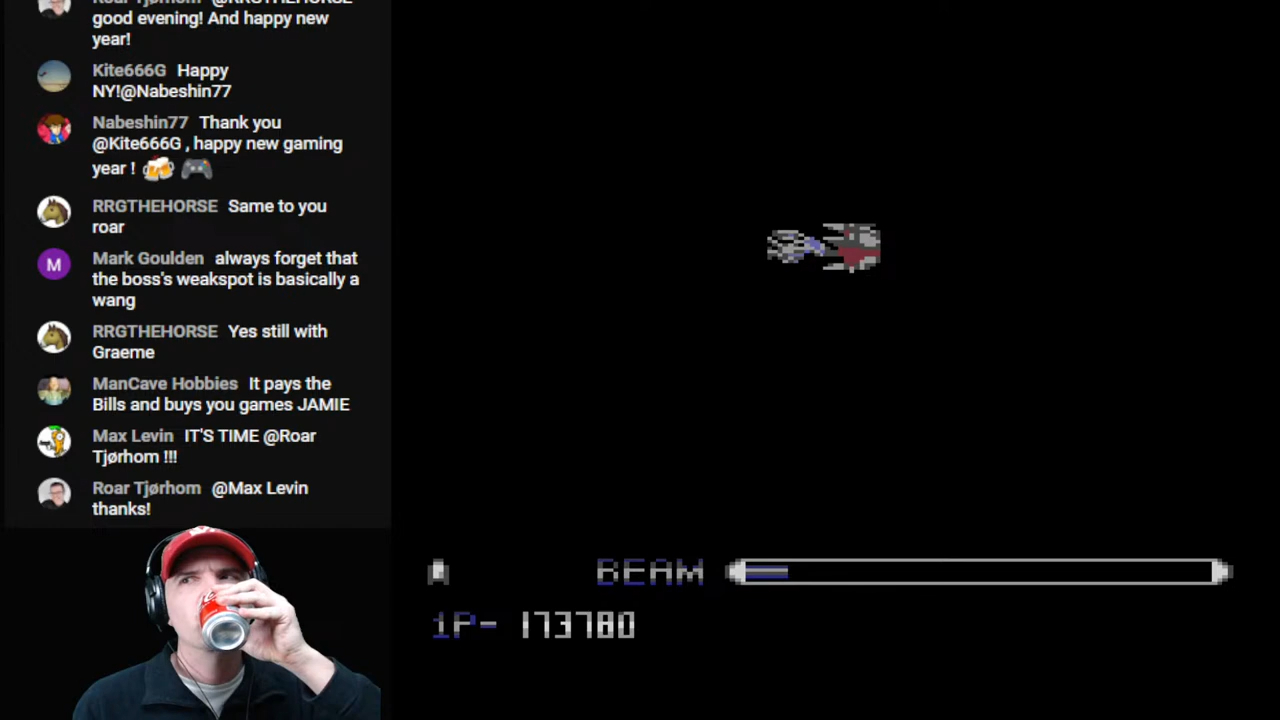 good evening! And happy new
year!
Kite666G Happy
NY!@Nabeshin77
Nabeshin77 Thank you
@Kite666G , happy new gaming
year !
RRGTHEHORSE Same to you
roar
M
Mark Goulden always forget that
the boss's weakspot is basically a
wang
RRGTHEHORSE Yes still with
Graeme
ManCave Hobbies It pays the
Bills and buys you games JAMIE
Max Levin IT'S TIME @Roar
Tjørhom !!!
Roar Tjørhom @Max Levin
thanks!
BEAM
1P- 173780